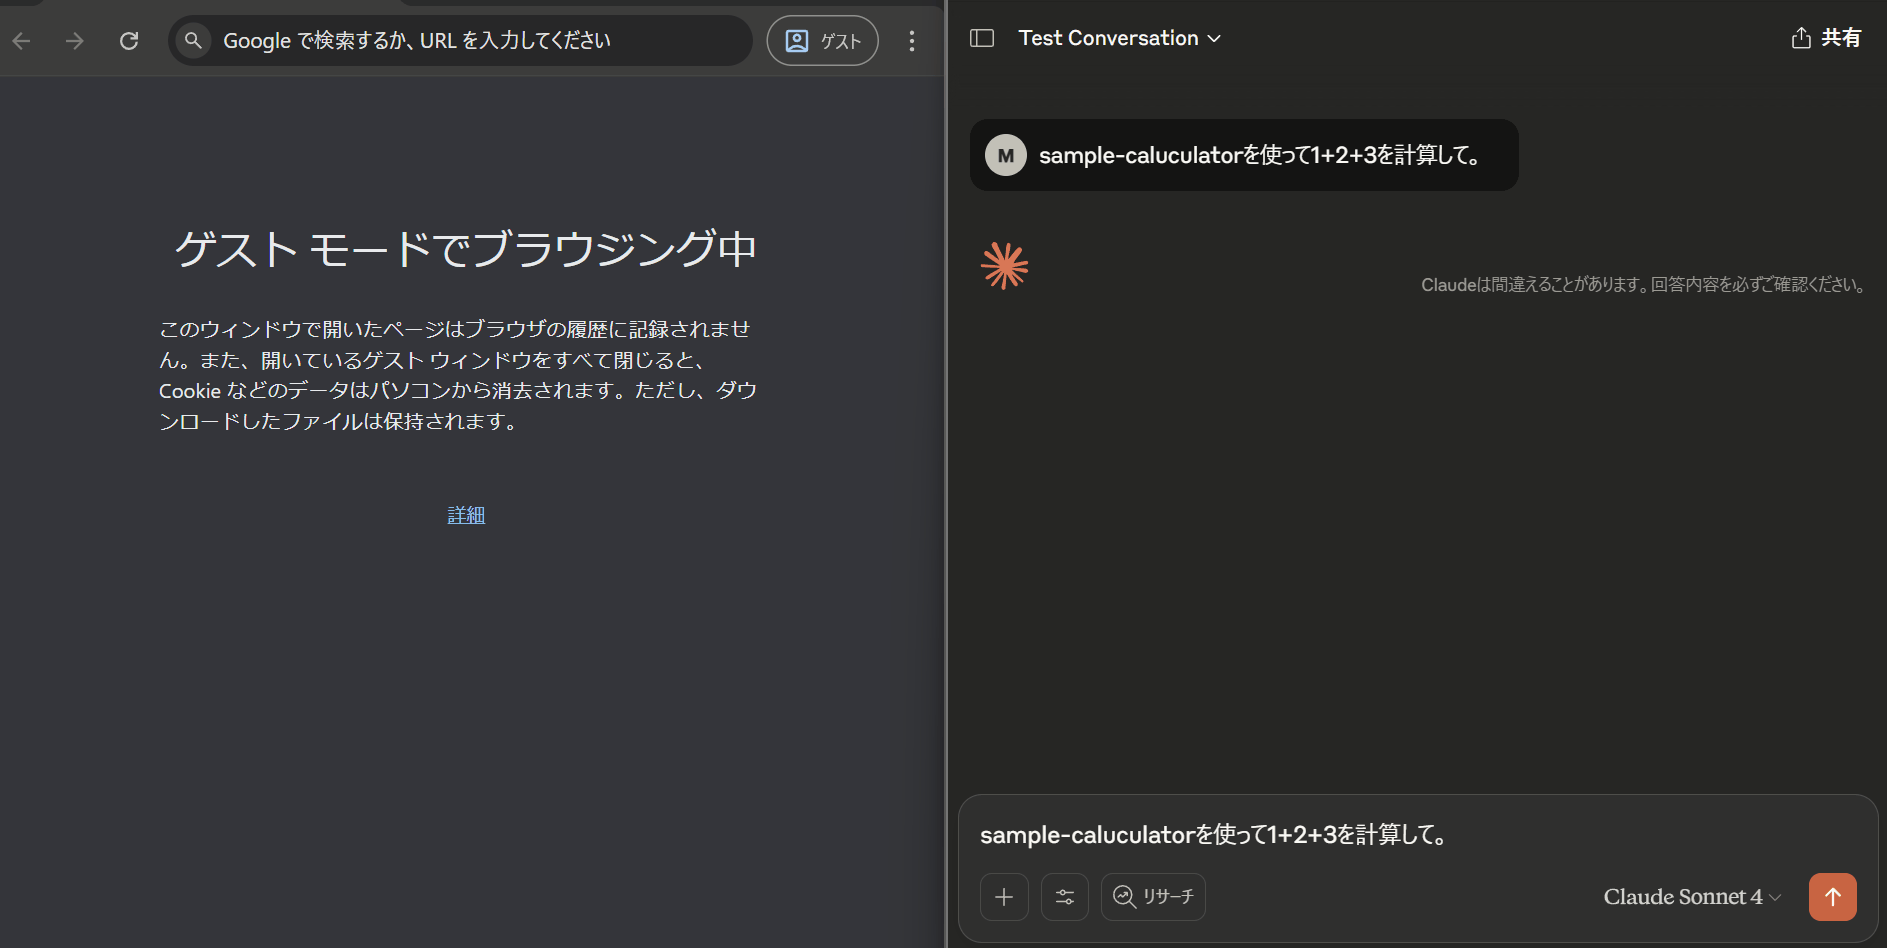 Google で検索するか、URL を入力してください
ゲスト
ゲスト モードでブラウジング中
このウィンドウで開いたページはブラウザの履歴に記録されませ
ん。また、開いているゲスト ウィンドウをすべて閉じると、
Cookie などのデータはパソコンから消去されます。ただし、ダウ
ンロードしたファイルは保持されます。
詳細
Test Conversation
共有
M
sample-caluculatorを使って1+2+3を計算して。
Claudeは間違えることがあります。回答内容を必ずご確認ください。
sample-caluculatorを使って1+2+3を計算して。
リサーチ
Claude Sonnet 4